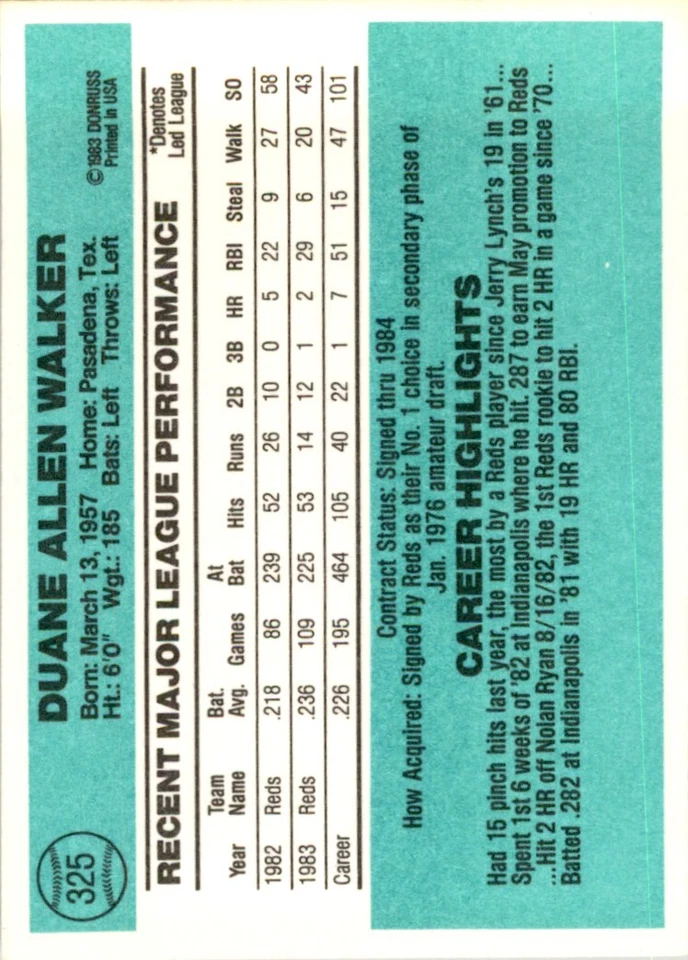 325
DUANE ALLEN WALKER
Born: March 13, 1957 Home: Pasadena, Tex.
Ht.: 6'0" Wgt.: 185 Bats: Left Throws: Left
©1983 DONRUSS
Printed in USA
RECENT MAJOR LEAGUE PERFORMANCE
*Denotes
Led League
Year Team Name Bat. Avg. Games At Bat Hits Runs 2B 3B HR RBI Steal Walk SO
1982 Reds .218 86 239 52 26 10 0 5 22 9 27 58
1983 Reds .236 109 225 53 14 12 1 2 29 6 20 43
Career .226 195 464 105 40 22 1 7 51 15 47 101
Contract Status: Signed thru 1984
How Acquired: Signed by Reds as their No. 1 choice in secondary phase of
Jan. 1976 amateur draft.
CAREER HIGHLIGHTS
Had 15 pinch hits last year, the most by a Reds player since Jerry Lynch's 19 in '61...
Spent 1st 6 weeks of '82 at Indianapolis where he hit .287 to earn May promotion to Reds
...Hit 2 HR off Nolan Ryan 8/16/82, the 1st Reds rookie to hit 2 HR in a game since '70...
Batted .282 at Indianapolis in '81 with 19 HR and 80 RBI.